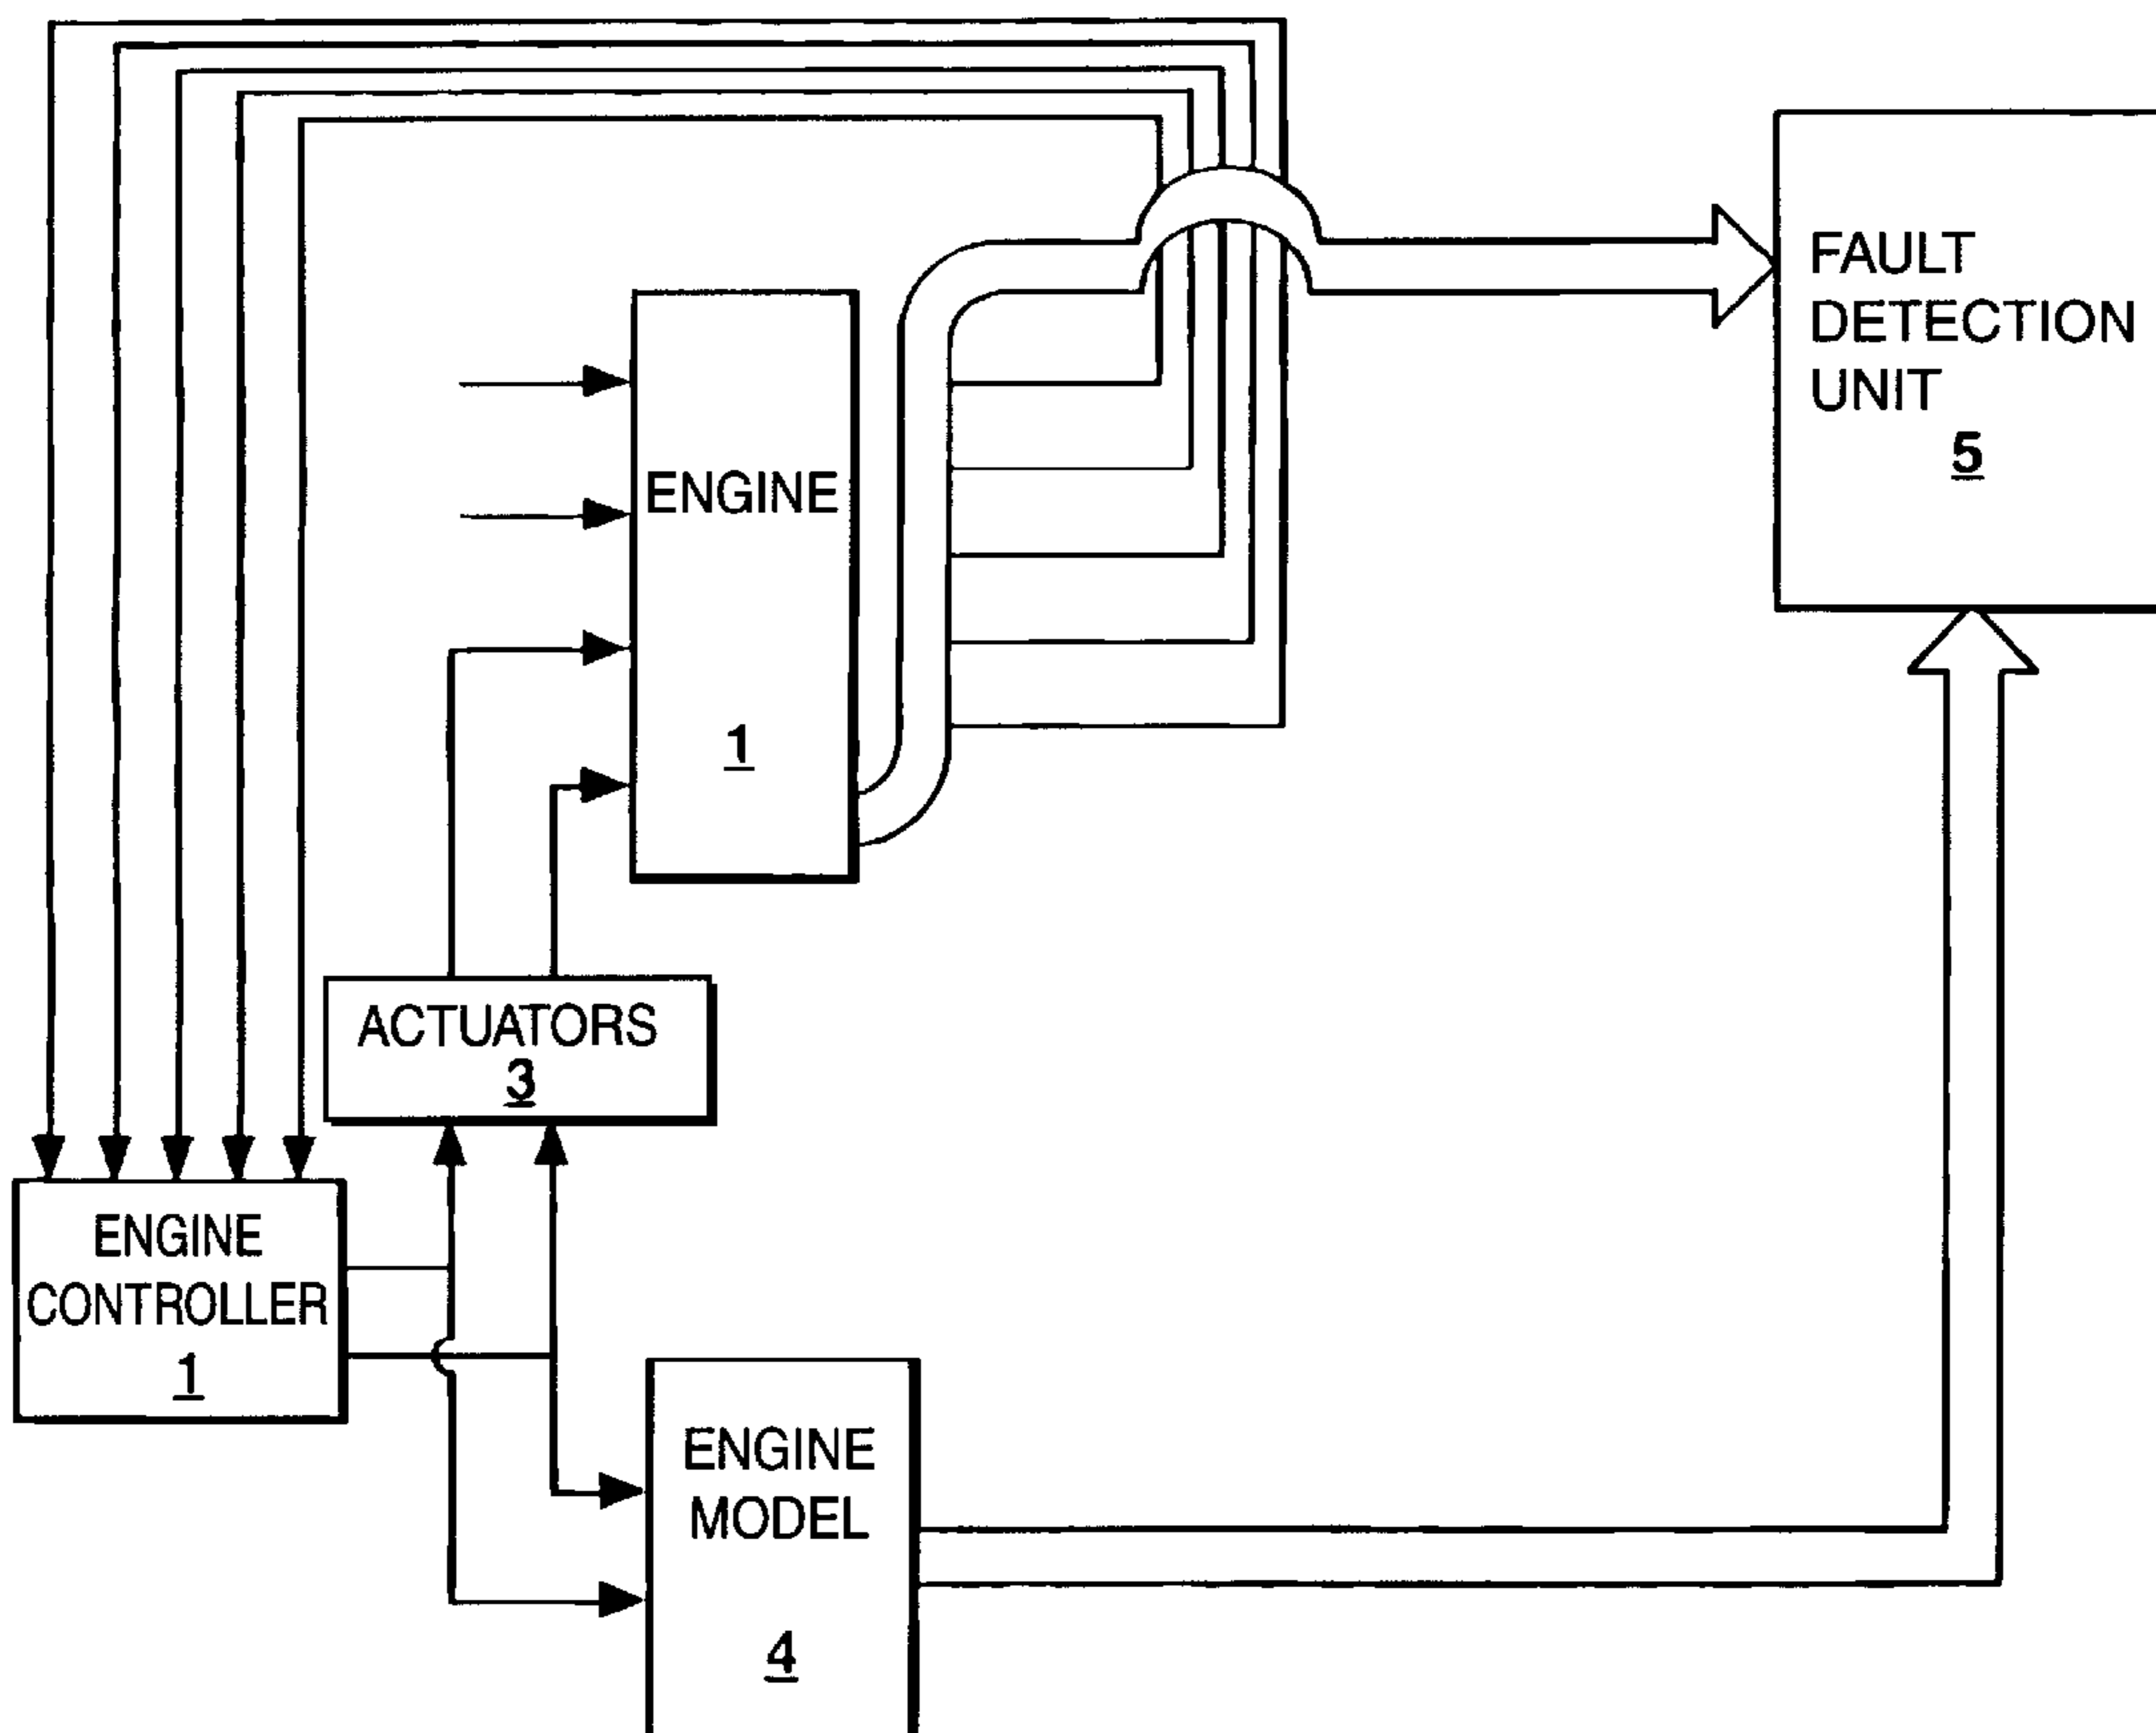 FAULT
DETECTION
UNIT
5
ENGINE
1
ACTUATORS
3
ENGINE
CONTROLLER
1
ENGINE
MODEL
4